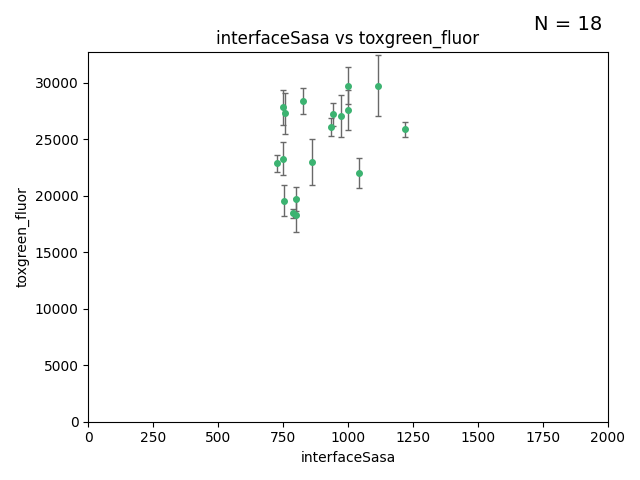 N = 18
interfaceSasa vs toxgreen_fluor
30000
25000
20000
15000
10000
5000
0
toxgreen_fluor
0 250 500 750 1000 1250 1500 1750 2000
interfaceSasa